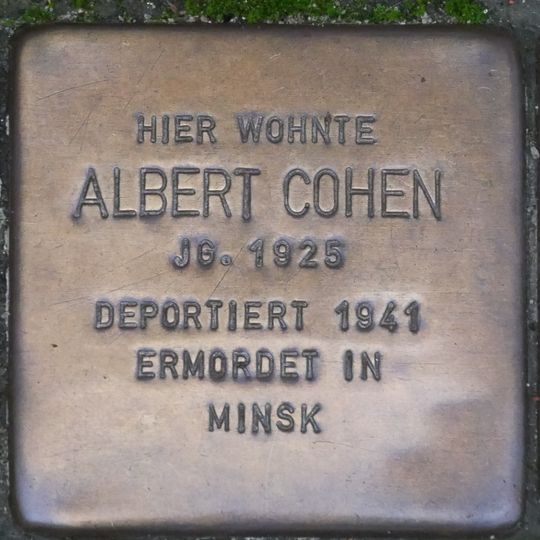 HIER WOHNTE
ALBERT COHEN
JG. 1925
DEPORTIERT 1941
ERMORDET IN
MINSK